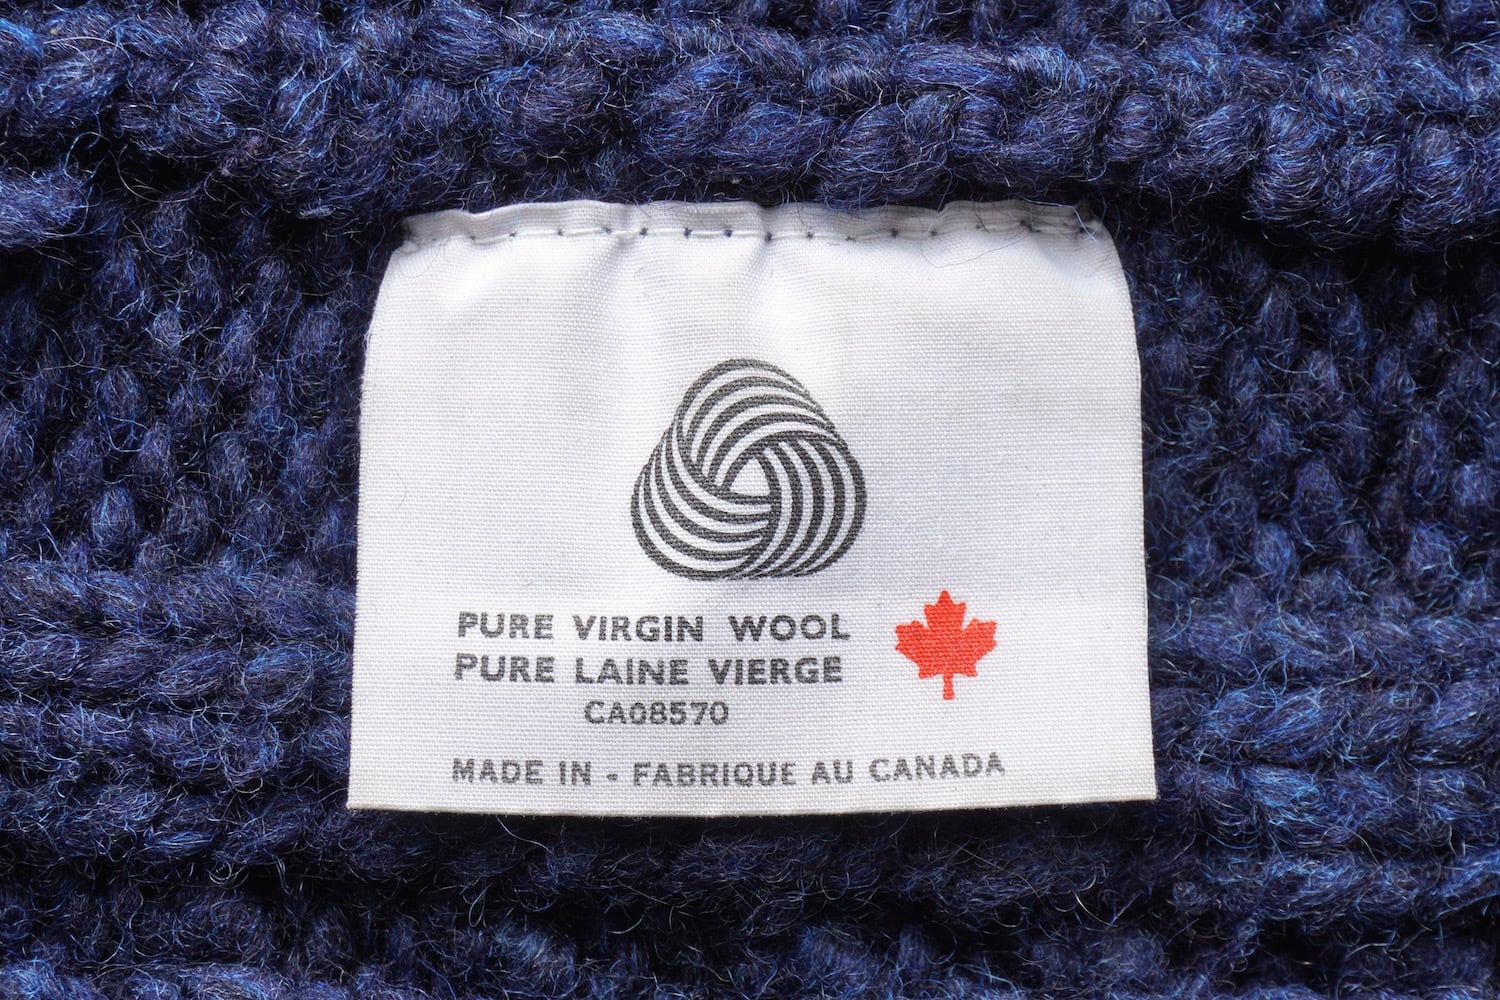 PURE VIRGIN WOOL
PURE LAINE VIERGE
CA08570
MADE IN - FABRIQUE AU CANADA